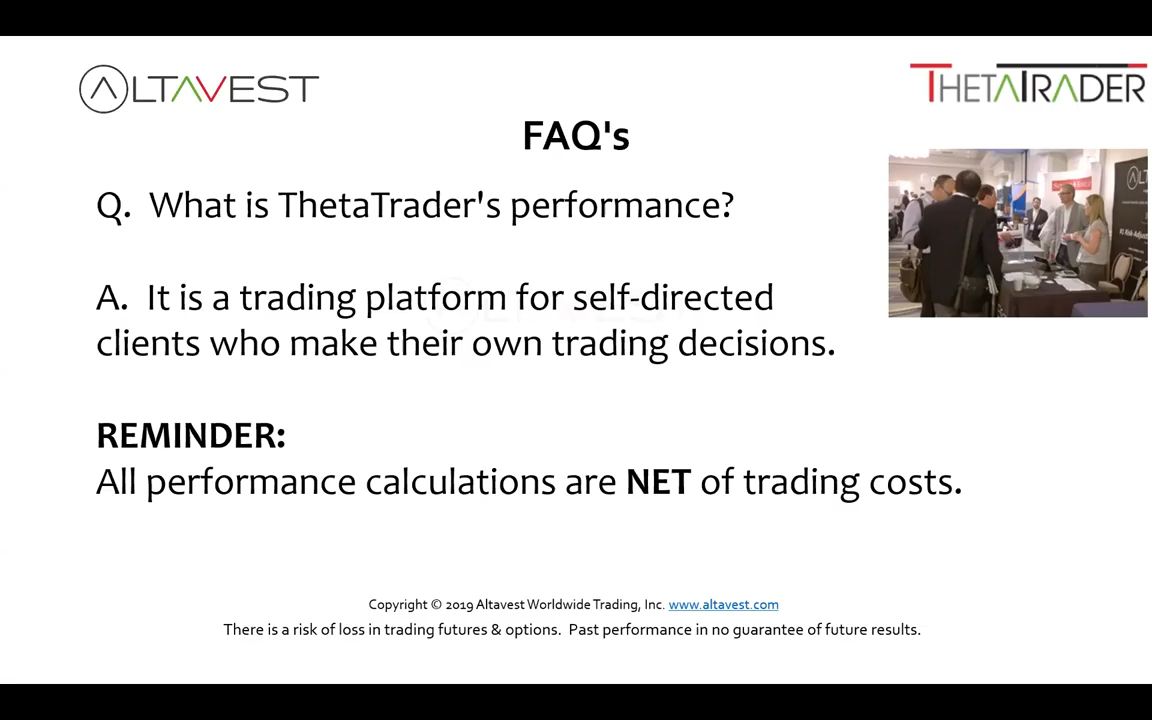 ALTAVEST
THETATRADER
FAQ's
Q. What is ThetaTrader's performance?
A. It is a trading platform for self-directed
clients who make their own trading decisions.
REMINDER:
All performance calculations are NET of trading costs.
Copyright © 2019 Altavest Worldwide Trading, Inc. www.altavest.com
There is a risk of loss in trading futures & options. Past performance in no guarantee of future results.